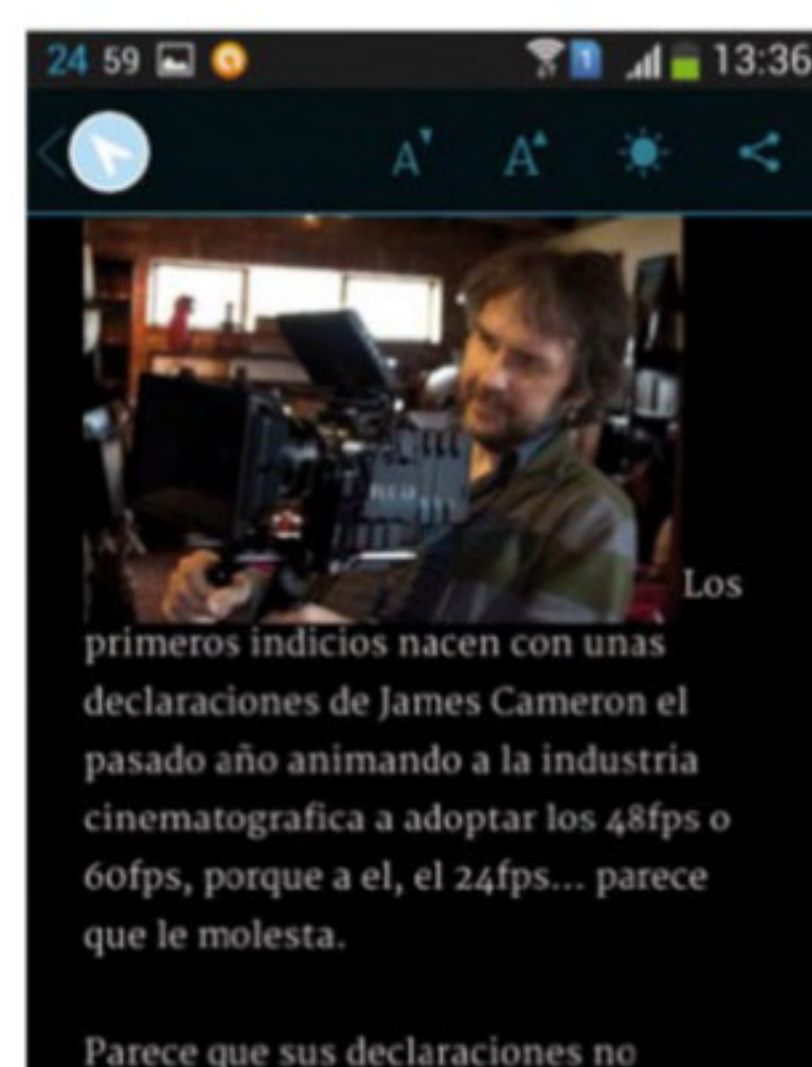 24 59 1 13:36
A A
RED
Los
primeros indicios nacen con unas
declaraciones de James Cameron el
pasado año animando a la industria
cinematografica a adoptar los 48fps o
60fps, porque a el, el 24fps... parece
que le molesta.
Parece que sus declaraciones no